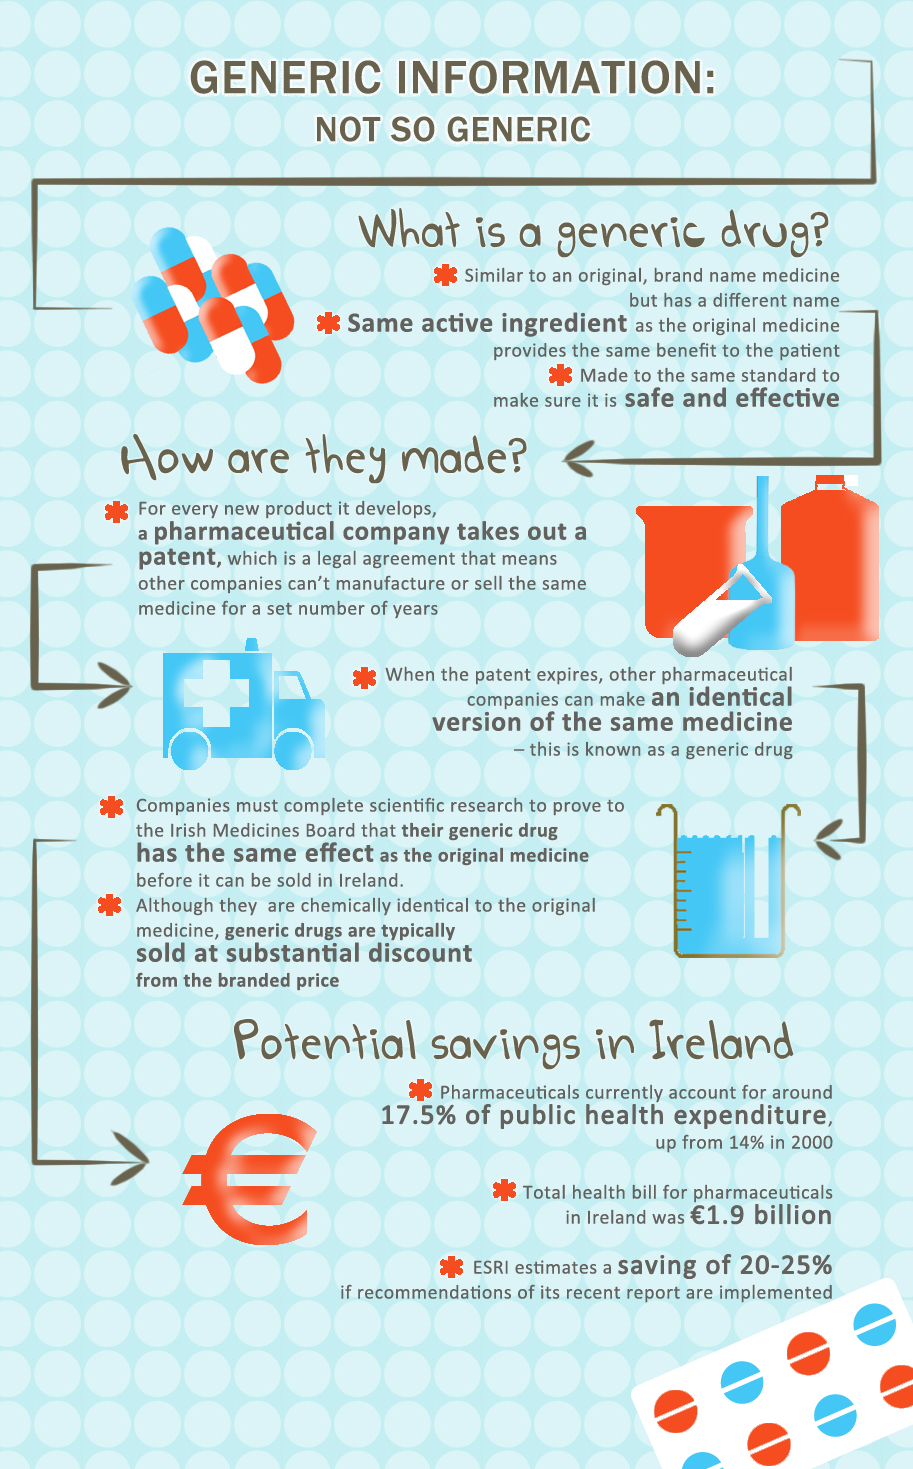 GENERIC INFORMATION:
NOT SO GENERIC
What is a generic drug?
Similar to an original, brand name medicine
but has a different name
Same active ingredient as the original medicine
provides the same benefit to the patient
Made to the same standard to
make sure it is safe and effective
How are they made?
For every new product it develops,
a pharmaceutical company takes out a
patent, which is a legal agreement that means
other companies can't manufacture or sell the same
medicine for a set number of years
When the patent expires, other pharmaceutical
companies can make an identical
version of the same medicine
– this is known as a generic drug
Companies must complete scientific research to prove to
the Irish Medicines Board that their generic drug
has the same effect as the original medicine
before it can be sold in Ireland.
Although they are chemically identical to the original
medicine, generic drugs are typically
sold at substantial discount
from the branded price
Potential savings in Ireland
Pharmaceuticals currently account for around
17.5% of public health expenditure,
up from 14% in 2000
Total health bill for pharmaceuticals
in Ireland was €1.9 billion
ESRI estimates a saving of 20-25%
if recommendations of its recent report are implemented